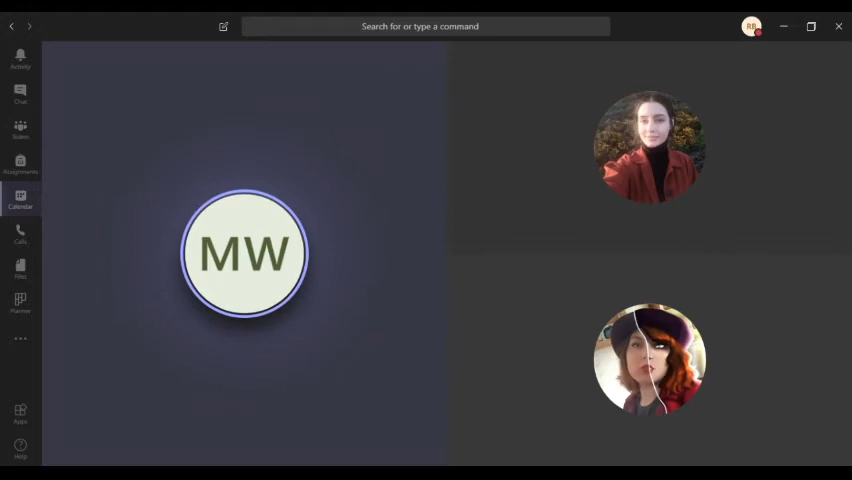 Search for or type a command
RB
Activity
Chat
Teams
Assignments
Calendar
Calls
Files
Planner
Apps
Help
MW